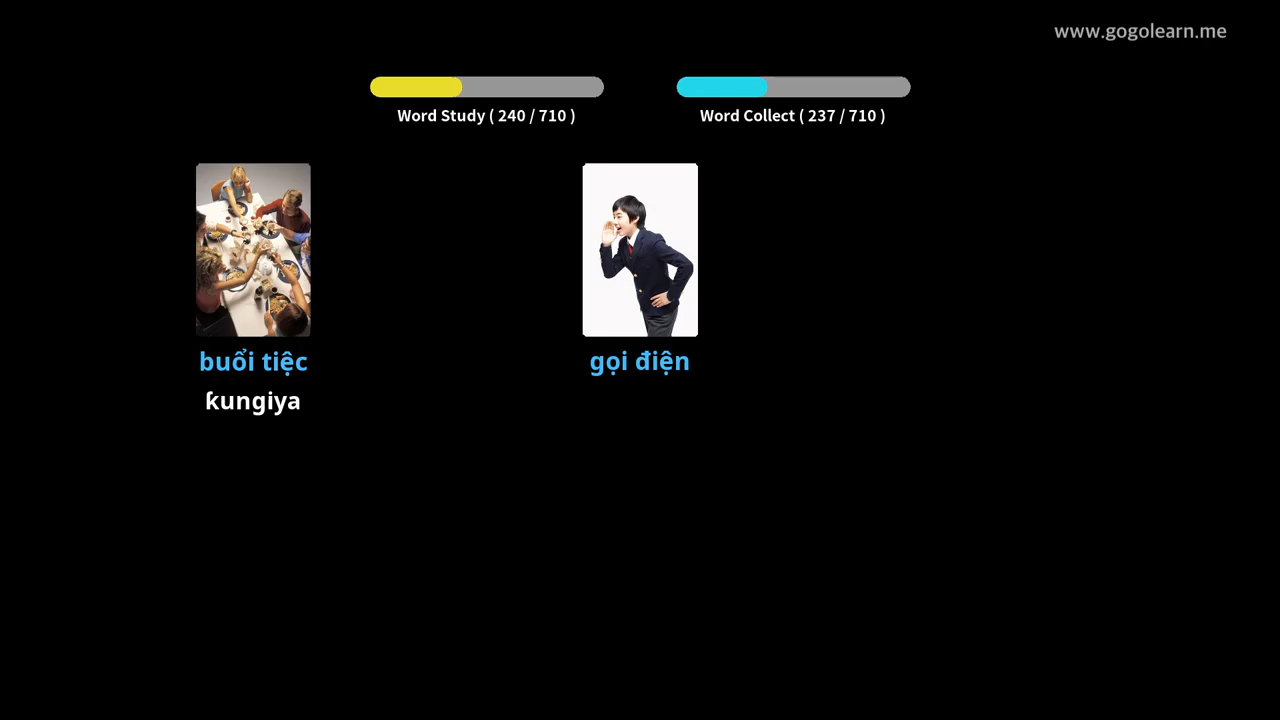 www.gogolearn.me
Word Study ( 240 / 710 )
Word Collect ( 237 / 710 )
buổi tiệc
ƙungiya
gọi điện